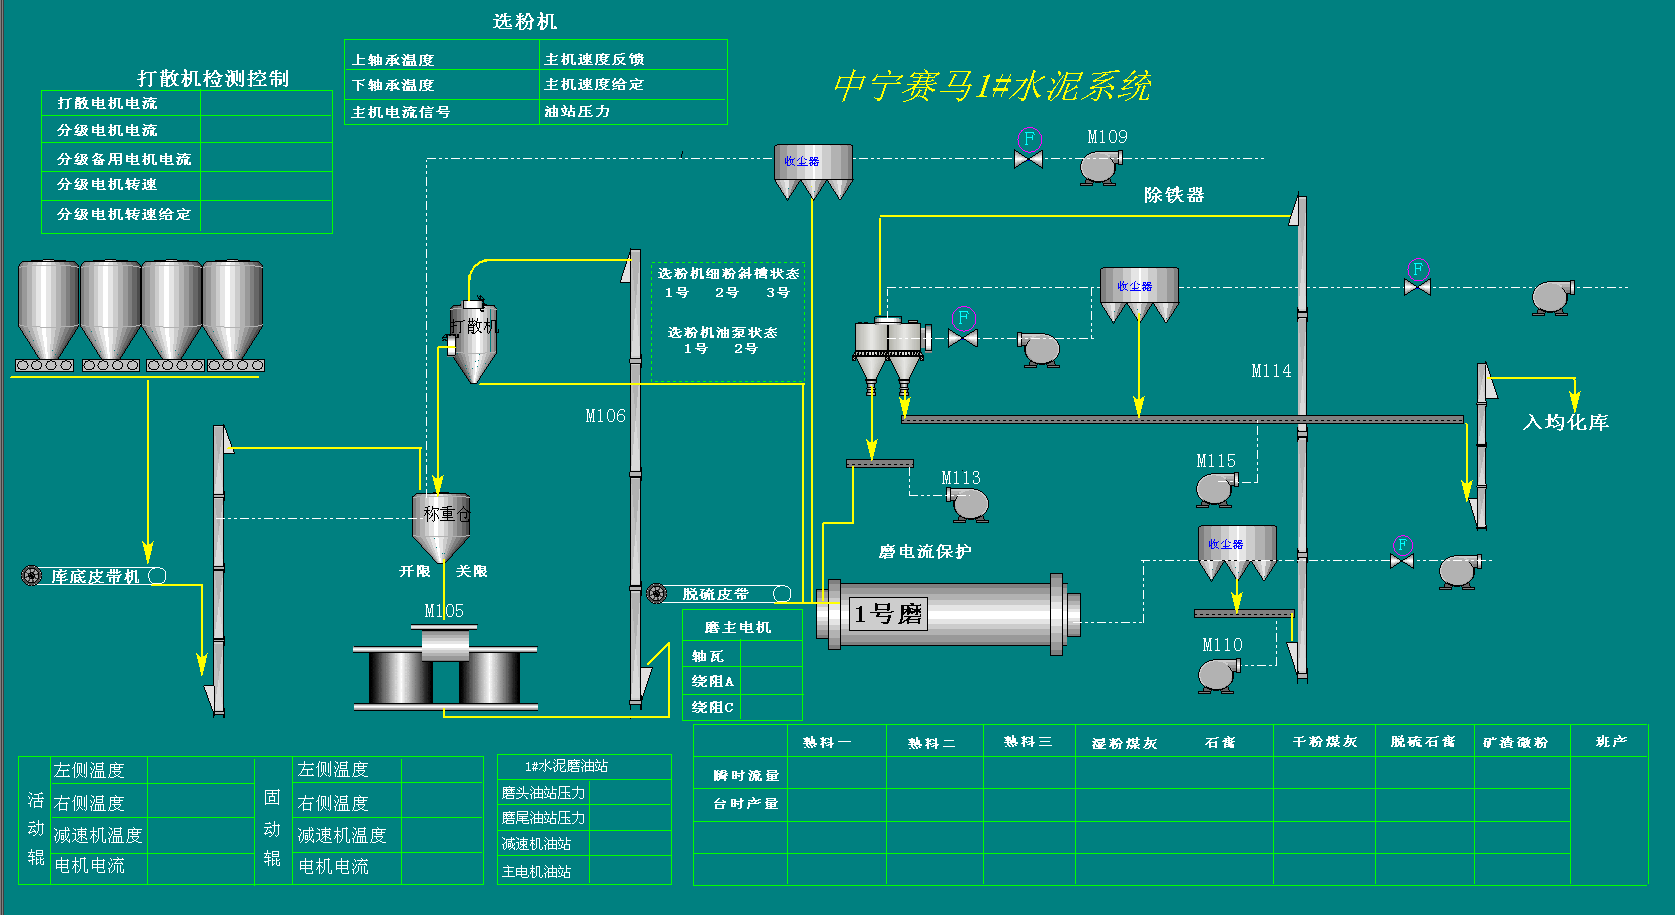 选粉机
上轴承温度 主机速度反馈
下轴承温度 主机速度给定
主机电流信号 油站压力
打散机检测控制
打散电机电流
分级电机电流
分级备用电机电流
分级电机转速
分级电机转速给定
中宁赛马1#水泥系统
F
M109
收尘器
除铁器
选粉机细粉斜槽状态
1号 2号 3号
选粉机油泵状态
1号 2号
打散机
F
收尘器
F
M114
M106
入均化库
M115
M113
称重仓
开限 关限
收尘器
F
磨电流保护
库底皮带机
脱硫皮带
M105
1号磨
M110
磨主电机
轴瓦
绕阻A
绕阻C
熟料一 熟料二 熟料三 湿粉煤灰 石膏 干粉煤灰 脱硫石膏 矿渣微粉 班产
瞬时流量
台时产量
活动辊
左侧温度
右侧温度
减速机温度
电机电流
固动辊
左侧温度
右侧温度
减速机温度
电机电流
1#水泥磨油站
磨头油站压力
磨尾油站压力
减速机油站
主电机油站